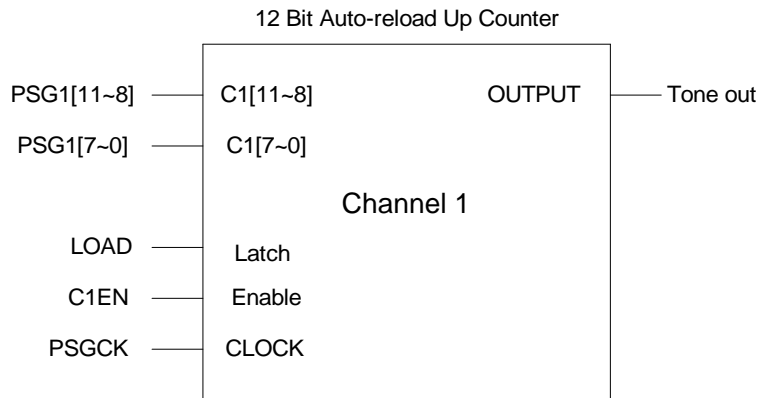 12 Bit Auto-reload Up Counter
PSG1[11~8] C1[11~8] OUTPUT Tone out
PSG1[7~0] C1[7~0]
Channel 1
LOAD Latch
C1EN Enable
PSGCK CLOCK